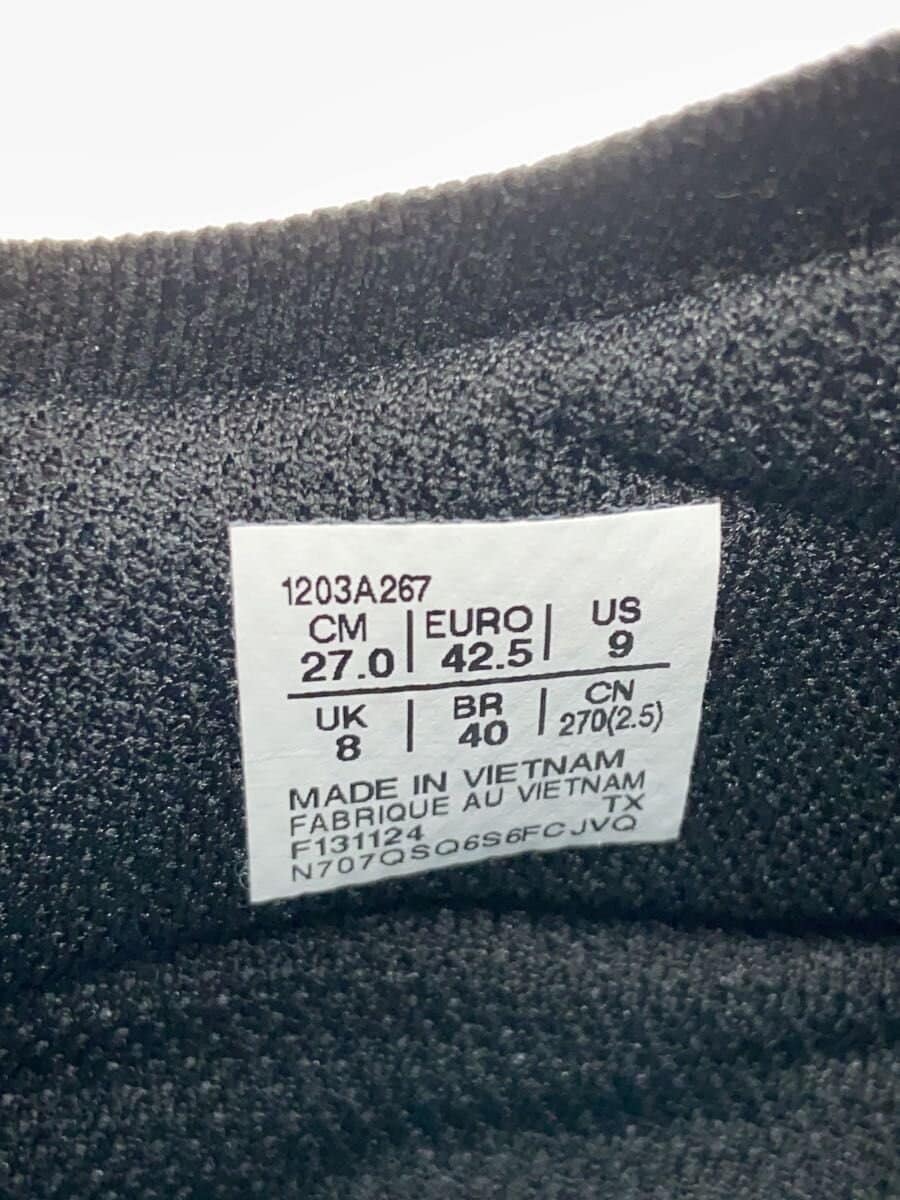 1203A267
CM | EURO | US
27.0 | 42.5 | 9
UK | BR | CN
8 | 40 | 270(2.5)
MADE IN VIETNAM
FABRIQUE AU VIETNAM
F131124 TX
N707QSQ6S6FCJVQ